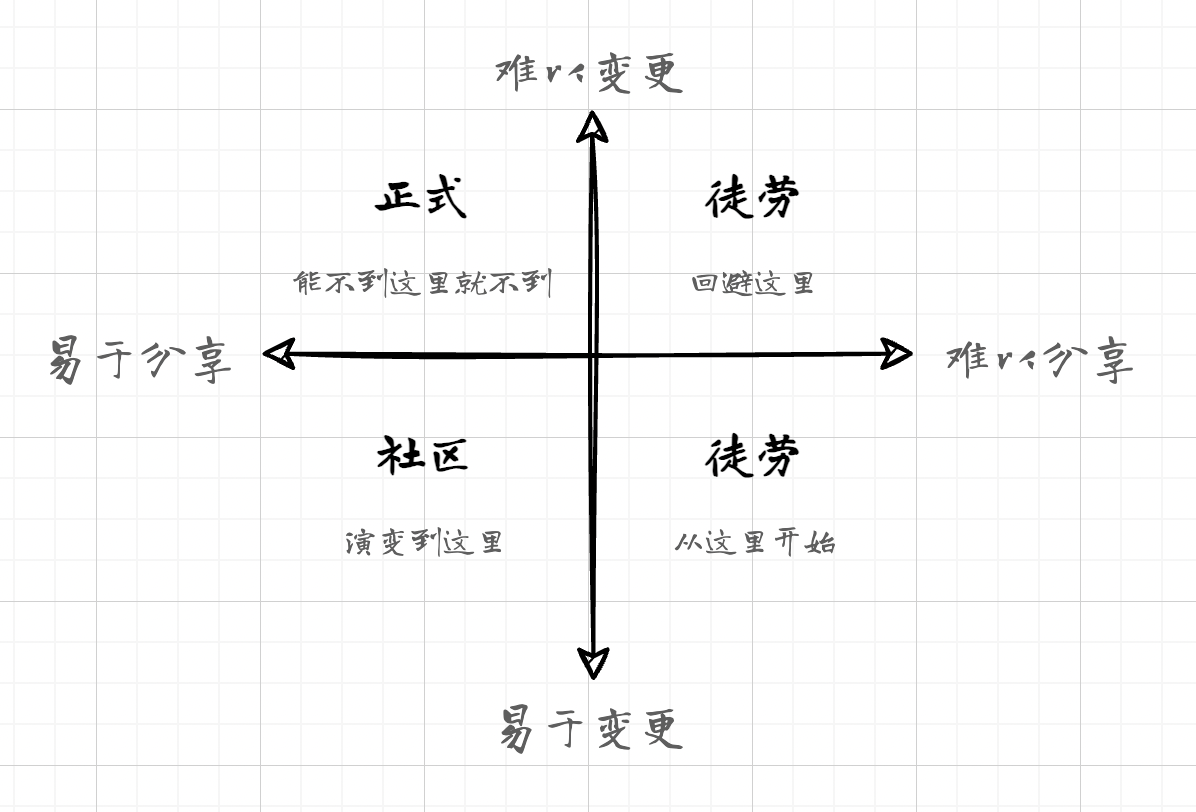 难以变更
正式
徒劳
能不到这里就不到
回避这里
易于分享
难以分享
社区
徒劳
演变到这里
从这里开始
易于变更